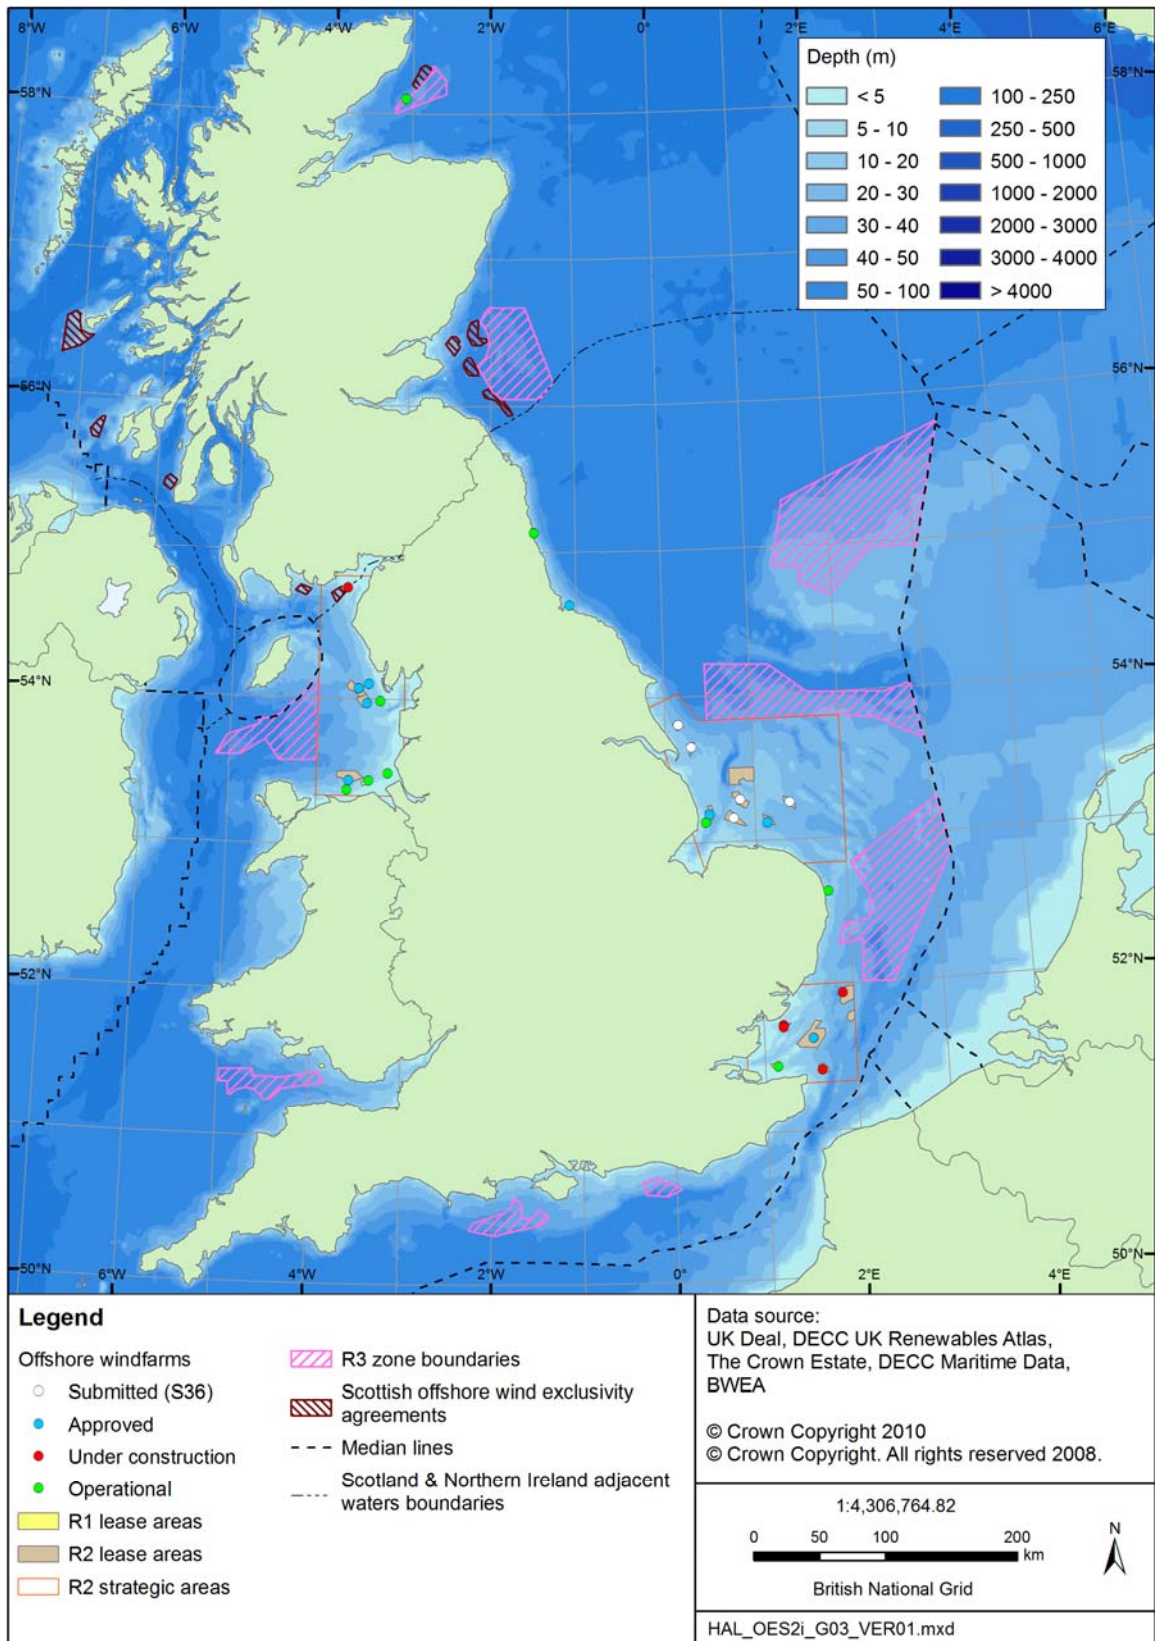 8°W 6°W 4°W 2°W 0° 2°E 4°E 6°E
Depth (m)
< 5
5 - 10
10 - 20
20 - 30
30 - 40
40 - 50
50 - 100
100 - 250
250 - 500
500 - 1000
1000 - 2000
2000 - 3000
3000 - 4000
> 4000
58°N 58°N
56°N 56°N
54°N 54°N
52°N 52°N
50°N 50°N
6°W 4°W 2°W 0° 2°E 4°E
Legend
Offshore windfarms
Submitted (S36)
Approved
Under construction
Operational
R1 lease areas
R2 lease areas
R2 strategic areas
R3 zone boundaries
Scottish offshore wind exclusivity
agreements
Median lines
Scotland & Northern Ireland adjacent
waters boundaries
Data source:
UK Deal, DECC UK Renewables Atlas,
The Crown Estate, DECC Maritime Data,
BWEA
© Crown Copyright 2010
© Crown Copyright. All rights reserved 2008.
1:4,306,764.82
0 50 100 200
km
N
British National Grid
HAL_OES2i_G03_VER01.mxd